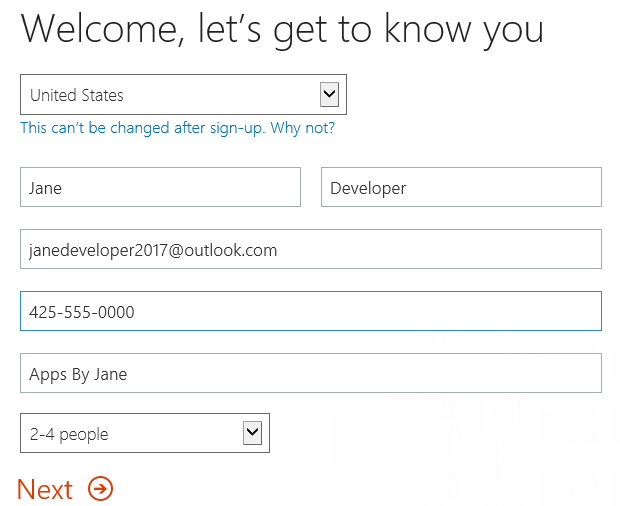 Welcome, let’s get to know you
United States
This can’t be changed after sign-up. Why not?
Jane Developer
janedeveloper2017@outlook.com
425-555-0000
Apps By Jane
2-4 people
Next